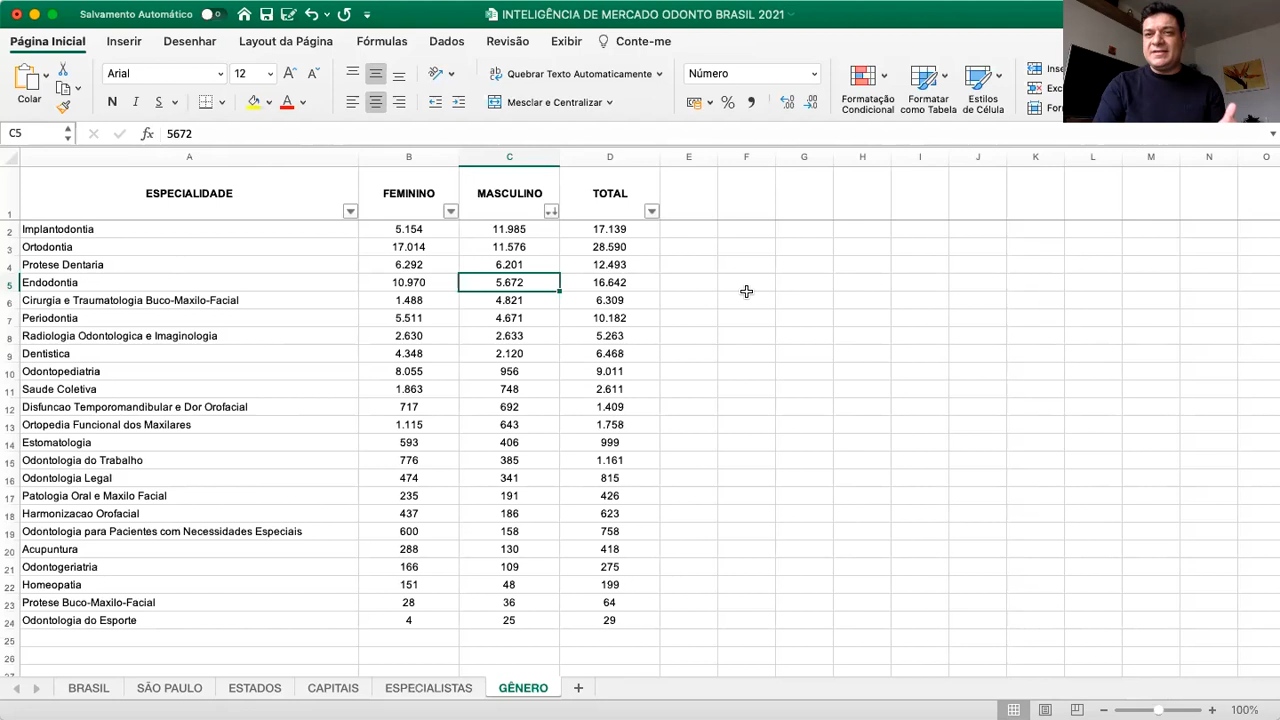 Salvamento Automático
INTELIGÊNCIA DE MERCADO ODONTO BRASIL 2021
Página Inicial Inserir Desenhar Layout da Página Fórmulas Dados Revisão Exibir Conte-me
Colar Arial 12 Quebrar Texto Automaticamente Número
N I S A Mesclar e Centralizar % Formatação Condicional Formatar como Tabela Estilos de Célula
C5 fx 5672
A B C D E F G H I J K L M N O
1 ESPECIALIDADE FEMININO MASCULINO TOTAL
2 Implantodontia 5.154 11.985 17.139
3 Ortodontia 17.014 11.576 28.590
4 Protese Dentaria 6.292 6.201 12.493
5 Endodontia 10.970 5.672 16.642
6 Cirurgia e Traumatologia Buco-Maxilo-Facial 1.488 4.821 6.309
7 Periodontia 5.511 4.671 10.182
8 Radiologia Odontologica e Imaginologia 2.630 2.633 5.263
9 Dentistica 4.348 2.120 6.468
10 Odontopediatria 8.055 956 9.011
11 Saude Coletiva 1.863 748 2.611
12 Disfuncao Temporomandibular e Dor Orofacial 717 692 1.409
13 Ortopedia Funcional dos Maxilares 1.115 643 1.758
14 Estomatologia 593 406 999
15 Odontologia do Trabalho 776 385 1.161
16 Odontologia Legal 474 341 815
17 Patologia Oral e Maxilo Facial 235 191 426
18 Harmonizacao Orofacial 437 186 623
19 Odontologia para Pacientes com Necessidades Especiais 600 158 758
20 Acupuntura 288 130 418
21 Odontogeriatria 166 109 275
22 Homeopatia 151 48 199
23 Protese Buco-Maxilo-Facial 28 36 64
24 Odontologia do Esporte 4 25 29
25
26
BRASIL SÃO PAULO ESTADOS CAPITAIS ESPECIALISTAS GÊNERO +
100%